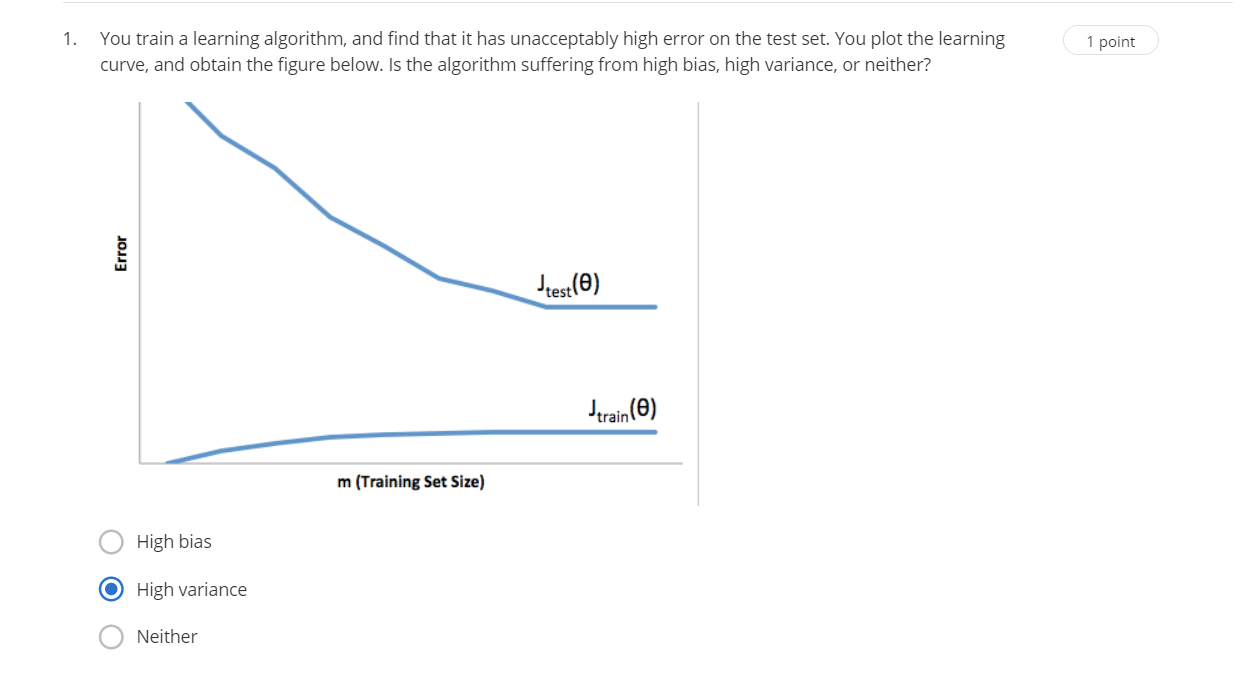 1. You train a learning algorithm, and find that it has unacceptably high error on the test set. You plot the learning
curve, and obtain the figure below. Is the algorithm suffering from high bias, high variance, or neither?
1 point
Error
Jtest(θ)
Jtrain(θ)
m (Training Set Size)
High bias
High variance
Neither